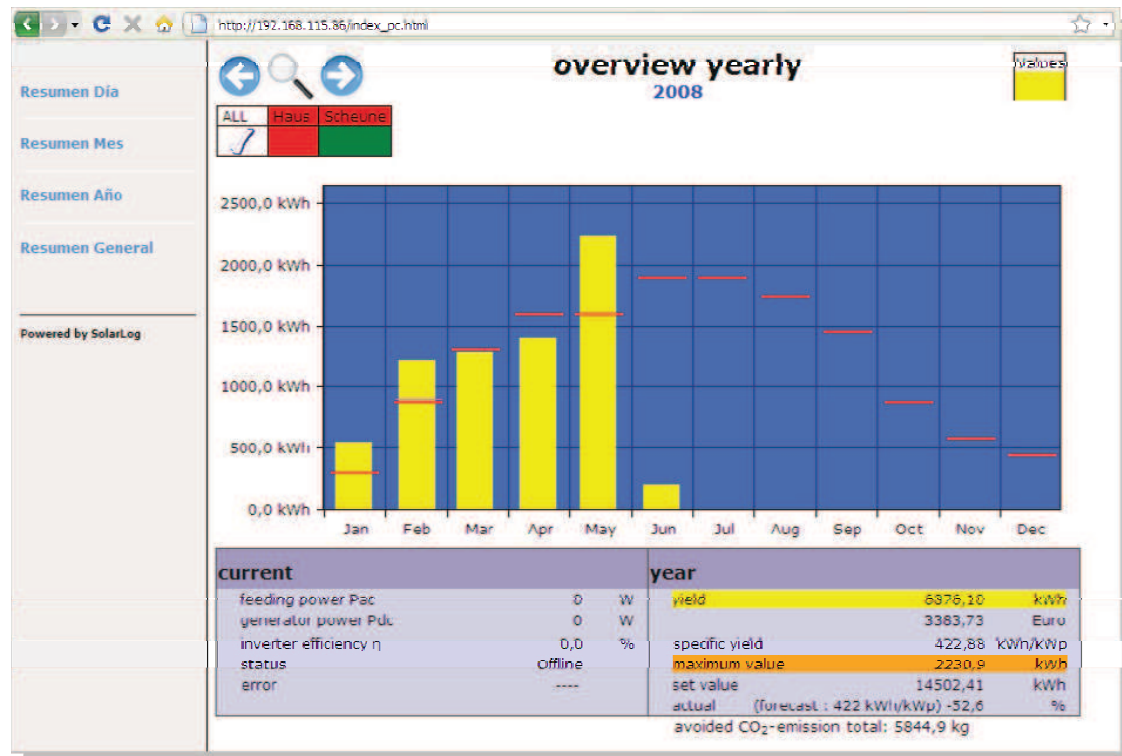 http://192.168.115.86/index_pc.html
Resumen Día
Resumen Mes
Resumen Año
Resumen General
Powered by SolarLog
overview yearly
2008
Values
ALL Haus Scheune
2500,0 kWh
2000,0 kWh
1500,0 kWh
1000,0 kWh
500,0 kWh
0,0 kWh
Jan Feb Mar Apr May Jun Jul Aug Sep Oct Nov Dec
current
feeding power Pac 0 W
generator power Pdc 0 W
inverter efficiency η 0,0 %
status Offline
error ----
year
yield 6876,10 kWh
3383,73 Euro
specific yield 422,88 kWh/kWp
maximum value 2230,9 kWh
set value 14502,41 kWh
actual (forecast : 422 kWh/kWp) -52,6 %
avoided CO₂-emission total: 5844,9 kg